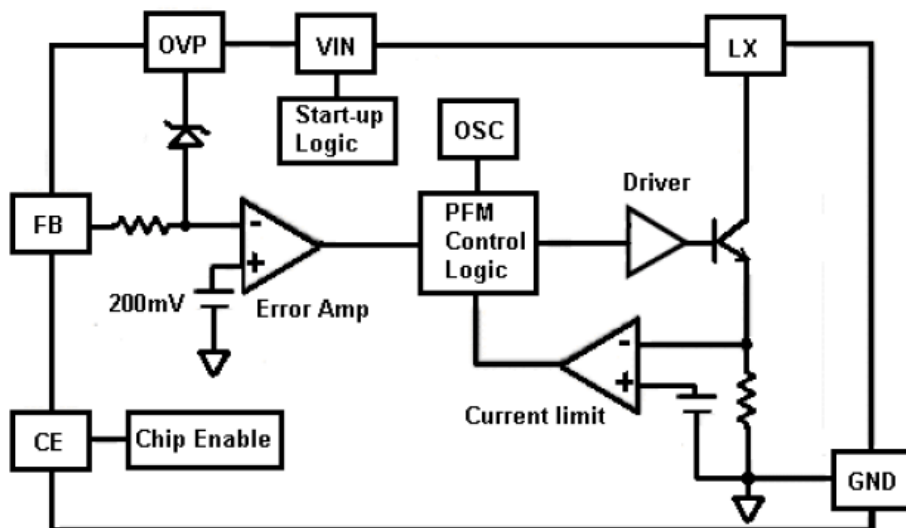 OVP
VIN
LX
Start-up
Logic
OSC
Driver
FB
-
+
PFM
Control
Logic
200mV
Error Amp
-
+
Current limit
CE
Chip Enable
GND